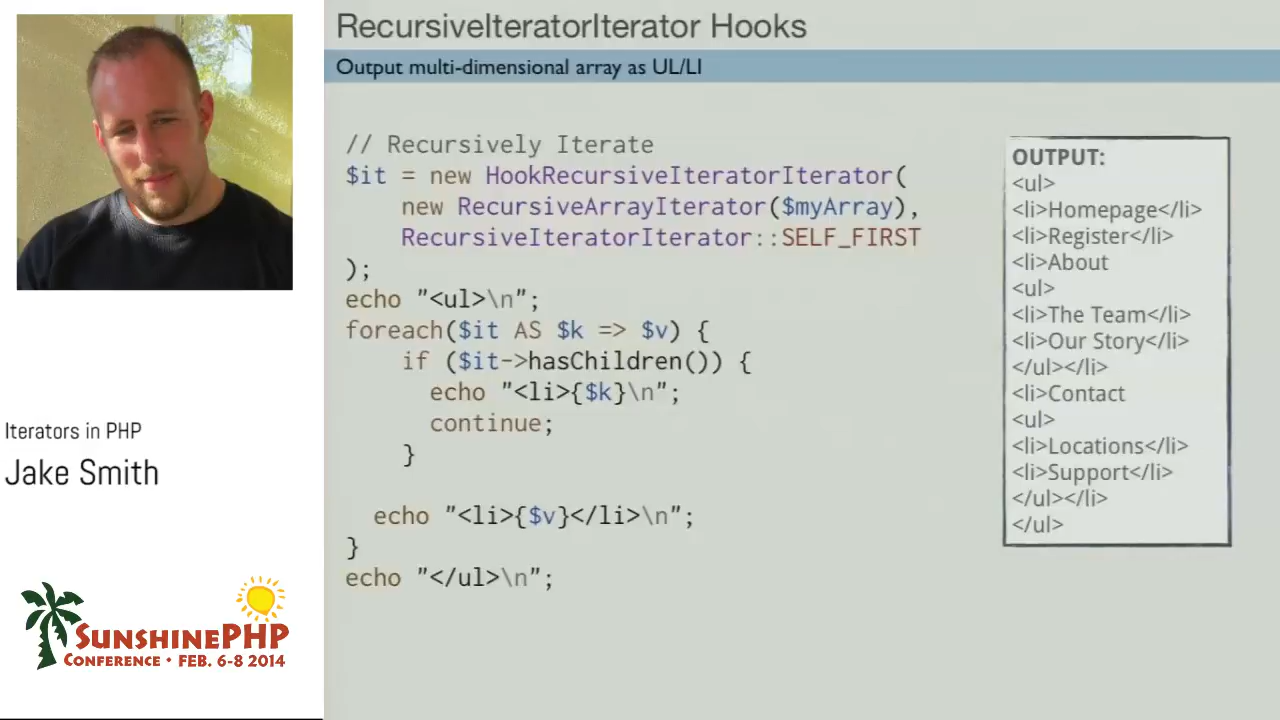 RecursiveIteratorIterator Hooks
Output multi-dimensional array as UL/LI
// Recursively Iterate
$it = new HookRecursiveIteratorIterator(
new RecursiveArrayIterator($myArray),
RecursiveIteratorIterator::SELF_FIRST
);
echo "<ul>\n";
foreach($it AS $k => $v) {
if ($it->hasChildren()) {
echo "<li>{$k}\n";
continue;
}
echo "<li>{$v}</li>\n";
}
echo "</ul>\n";
OUTPUT:
<ul>
<li>Homepage</li>
<li>Register</li>
<li>About
<ul>
<li>The Team</li>
<li>Our Story</li>
</ul></li>
<li>Contact
<ul>
<li>Locations</li>
<li>Support</li>
</ul></li>
</ul>
Iterators in PHP
Jake Smith
SUNSHINEPHP
CONFERENCE • FEB. 6-8 2014